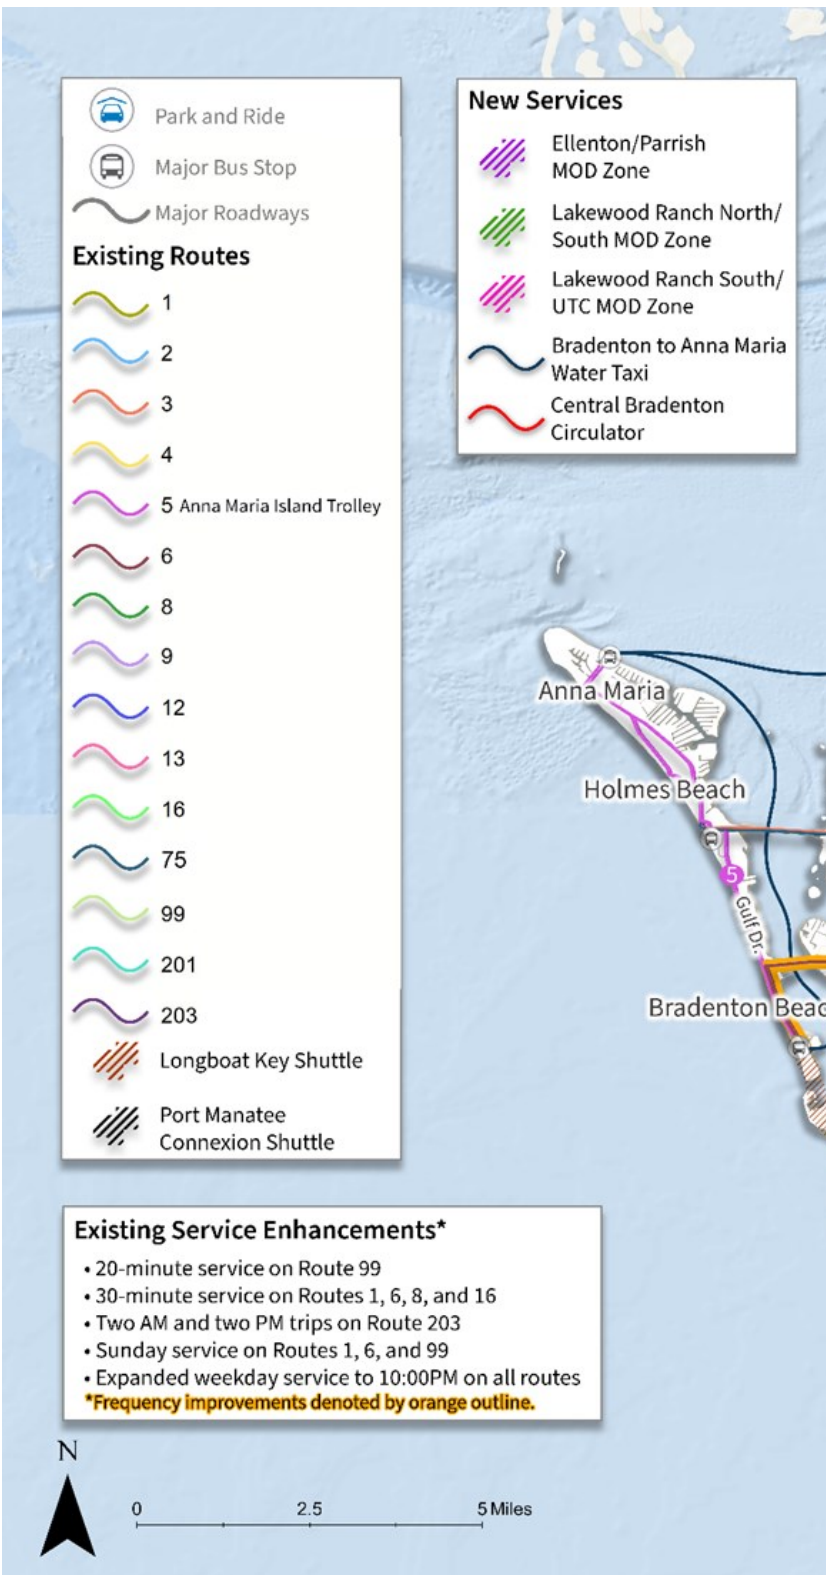 Park and Ride
Major Bus Stop
Major Roadways
Existing Routes
1
2
3
4
5 Anna Maria Island Trolley
6
8
9
12
13
16
75
99
201
203
Longboat Key Shuttle
Port Manatee
Connexion Shuttle
New Services
Ellenton/Parrish
MOD Zone
Lakewood Ranch North/
South MOD Zone
Lakewood Ranch South/
UTC MOD Zone
Bradenton to Anna Maria
Water Taxi
Central Bradenton
Circulator
Anna Maria
Holmes Beach
5
Gulf Dr.
Bradenton Beac
Existing Service Enhancements*
• 20-minute service on Route 99
• 30-minute service on Routes 1, 6, 8, and 16
• Two AM and two PM trips on Route 203
• Sunday service on Routes 1, 6, and 99
• Expanded weekday service to 10:00PM on all routes
*Frequency improvements denoted by orange outline.
N
0 2.5 5 Miles